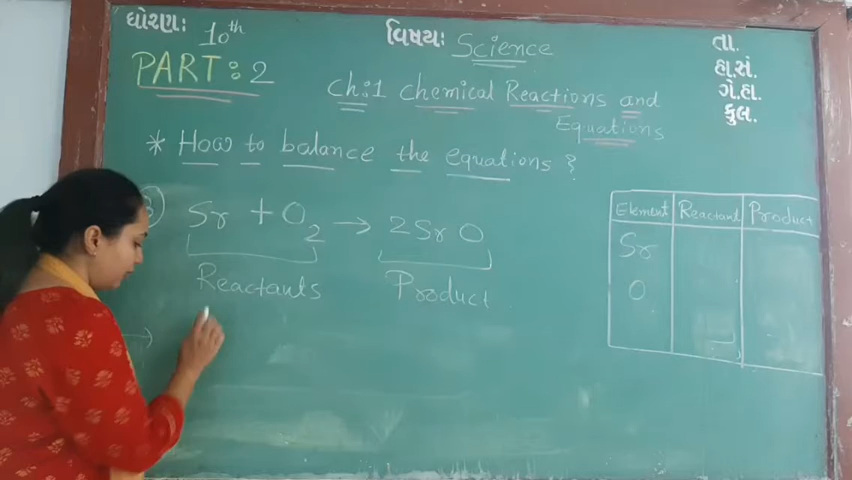 ધોરણ: 10th
વિષય: Science
તા.
હા.સં.
ગે.હા.
કુલ.
PART: 2
Ch:1 Chemical Reactions and
Equations
* How to balance the equations?
Sr + O2 → 2SrO
Reactants
Product
→
Element Reactant Product
Sr
O